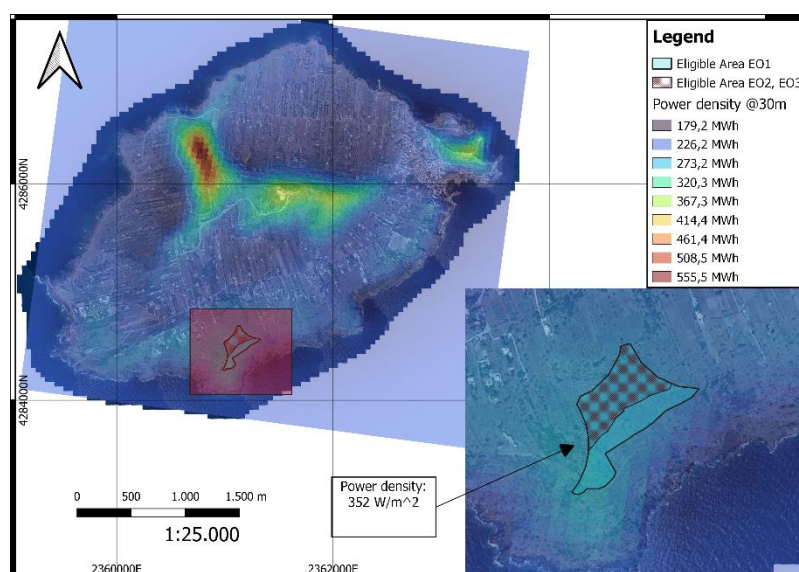 Legend
Eligible Area EO1
Eligible Area EO2, EO3
Power density @30m
179,2 MWh
226,2 MWh
273,2 MWh
320,3 MWh
367,3 MWh
414,4 MWh
461,4 MWh
508,5 MWh
555,5 MWh
4286000N
4284000N
Power density:
352 W/m^2
0 500 1.000 1.500 m
1:25.000
2360000E 2362000E